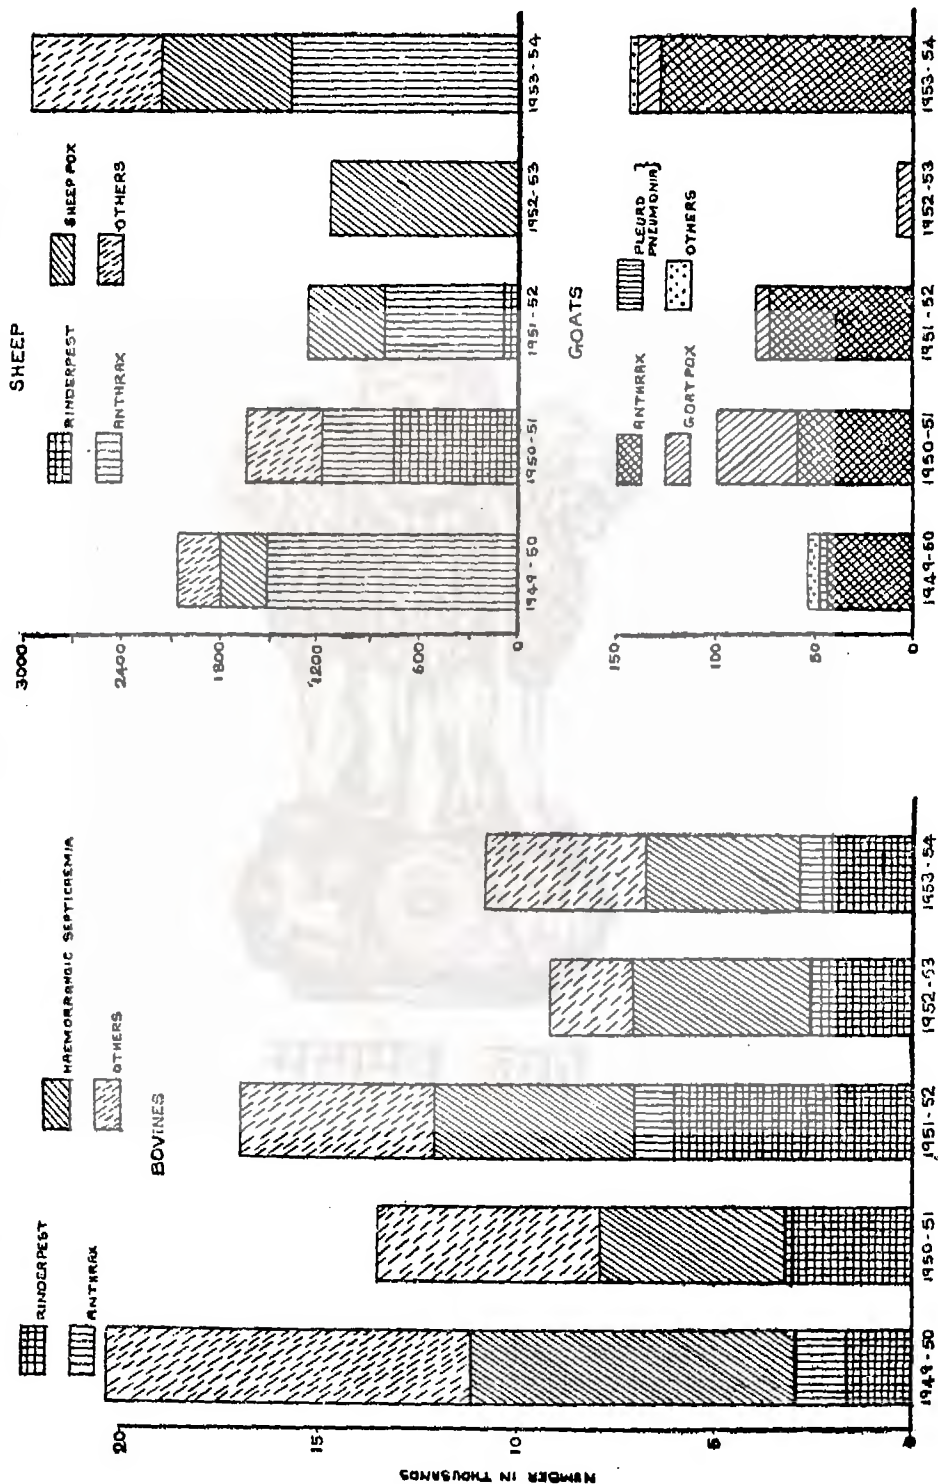 RINDERPEST
HAEMORRANGIC SEPTICAEMIA
ANTHRAX
OTHERS
BOVINES
NUMBER IN THOUSANDS
20
15
10
5
1949-50
1950-51
1951-52
1952-53
1953-54
SHEEP
RINDERPEST
SHEEP POX
ANTHRAX
OTHERS
3000
2400
1800
1200
600
0
1949-50
1950-51
1951-52
1952-53
1953-54
GOATS
ANTHRAX
PLEURO
PNEUMONIA }
GOAT POX
OTHERS
150
100
50
0
1949-50
1950-51
1951-52
1952-53
1953-54